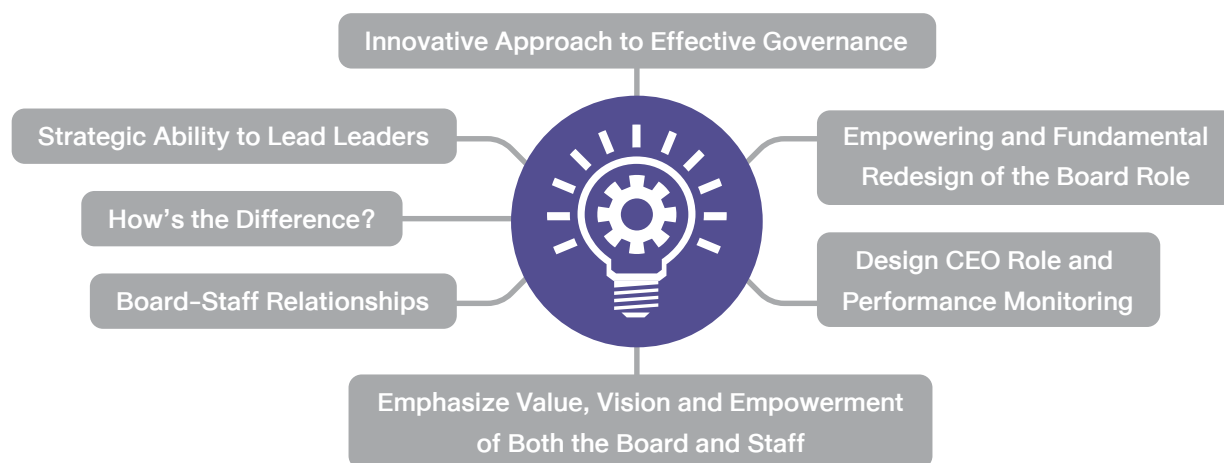 Innovative Approach to Effective Governance
Strategic Ability to Lead Leaders
How’s the Difference?
Board-Staff Relationships
Empowering and Fundamental
Redesign of the Board Role
Design CEO Role and
Performance Monitoring
Emphasize Value, Vision and Empowerment
of Both the Board and Staff